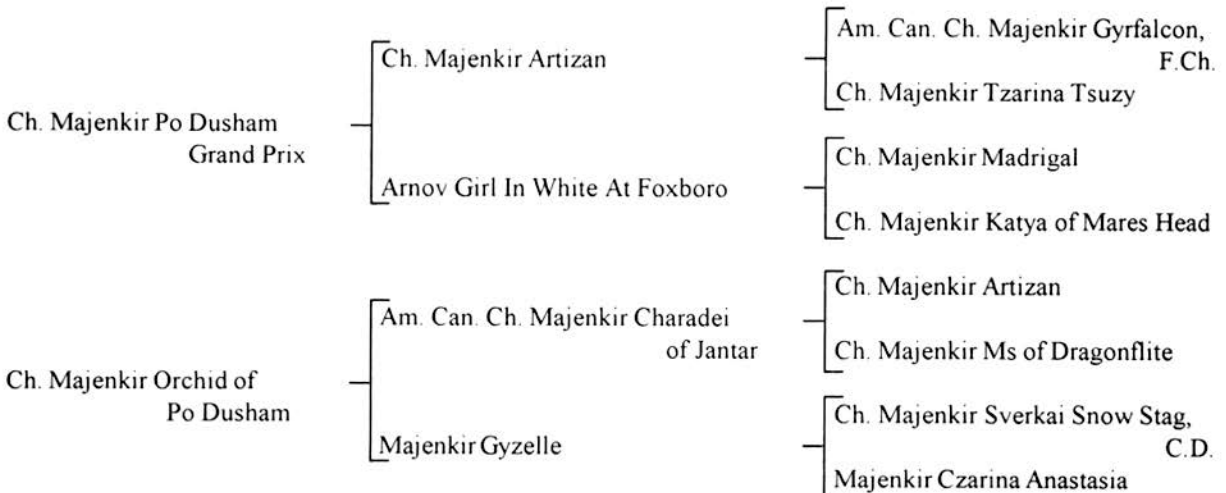 Am. Can. Ch. Majenkir Gyrfalcon,
F.Ch.
Ch. Majenkir Artizan
Ch. Majenkir Tzarina Tsuzy
Ch. Majenkir Po Dusham
Grand Prix
Ch. Majenkir Madrigal
Arnov Girl In White At Foxboro
Ch. Majenkir Katya of Mares Head
Ch. Majenkir Artizan
Am. Can. Ch. Majenkir Charadei
of Jantar
Ch. Majenkir Ms of Dragonflite
Ch. Majenkir Orchid of
Po Dusham
Ch. Majenkir Sverkai Snow Stag,
C.D.
Majenkir Gyzelle
Majenkir Czarina Anastasia